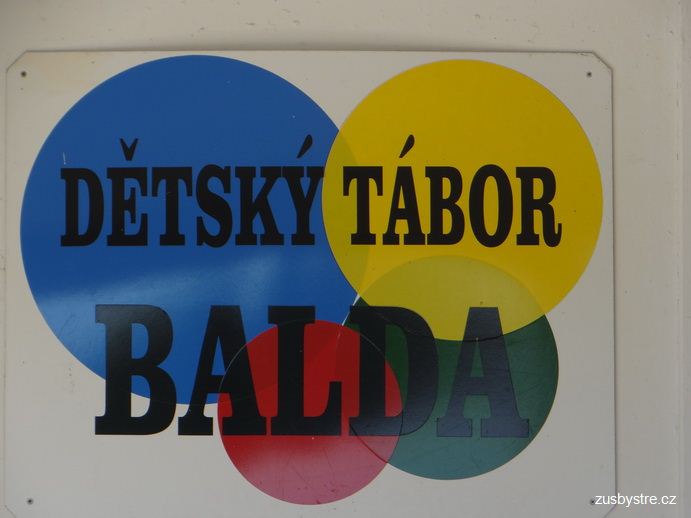 DĚTSKÝ TÁBOR
BALDA
zusbystre.cz